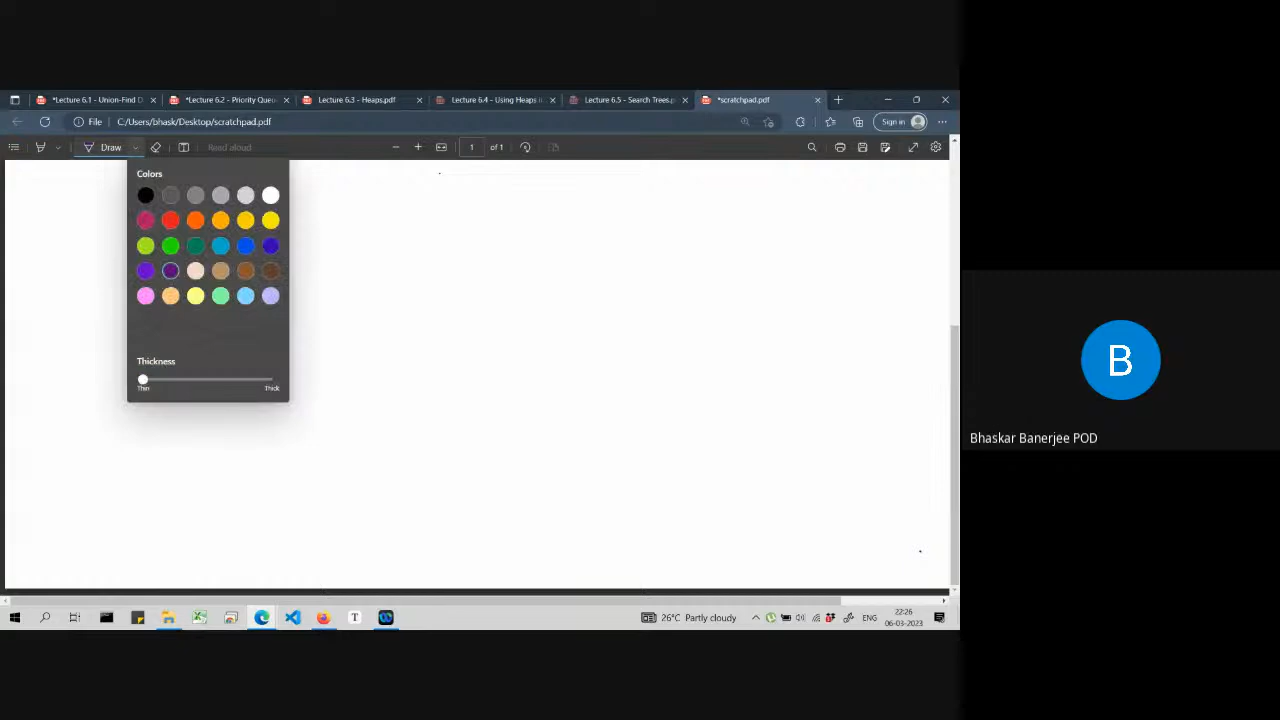 *Lecture 6.1 - Union-Find D
*Lecture 6.2 - Priority Queu
Lecture 6.3 - Heaps.pdf
Lecture 6.4 - Using Heaps i
Lecture 6.5 - Search Trees.p
*scratchpad.pdf
File
C:/Users/bhask/Desktop/scratchpad.pdf
Sign in
Draw
Read aloud
1
of 1
Colors
Thickness
Thin
Thick
B
Bhaskar Banerjee POD
T
26°C Partly cloudy
ENG
22:26
06-03-2023